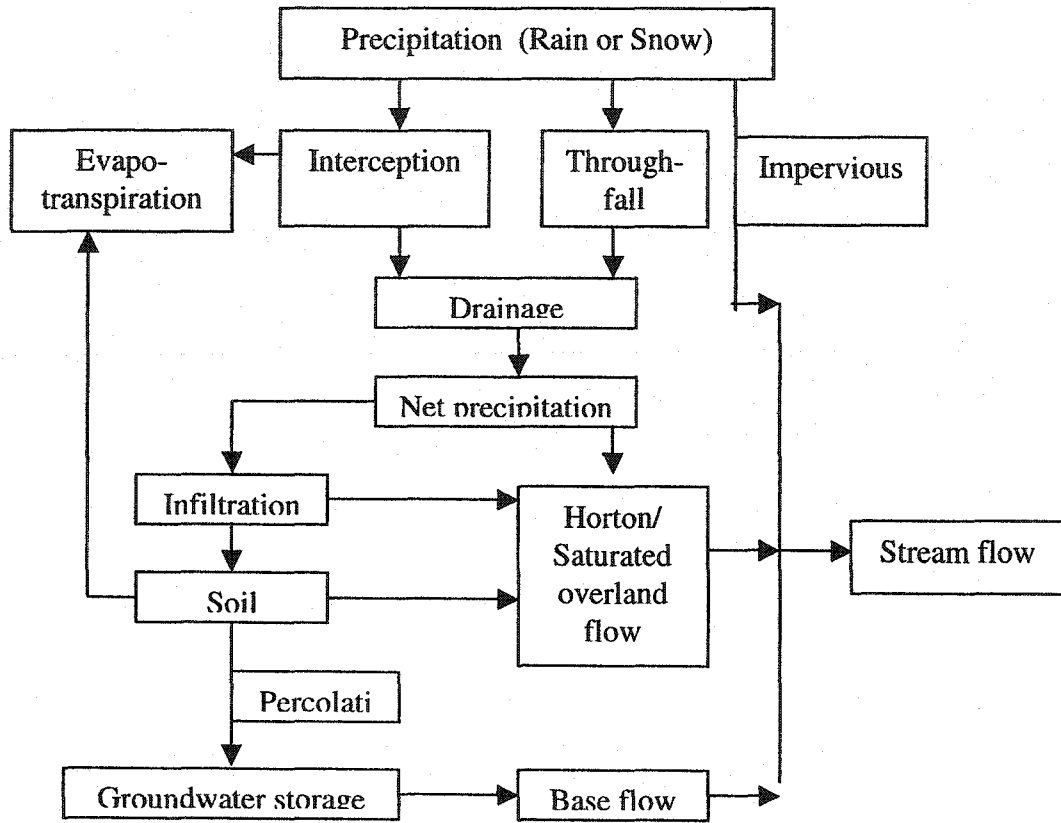 Precipitation (Rain or Snow)
Evapo-
transpiration
Interception
Through-
fall
Impervious
Drainage
Net precipitation
Infiltration
Horton/
Saturated
overland
flow
Stream flow
Soil
Percolati
Groundwater storage
Base flow